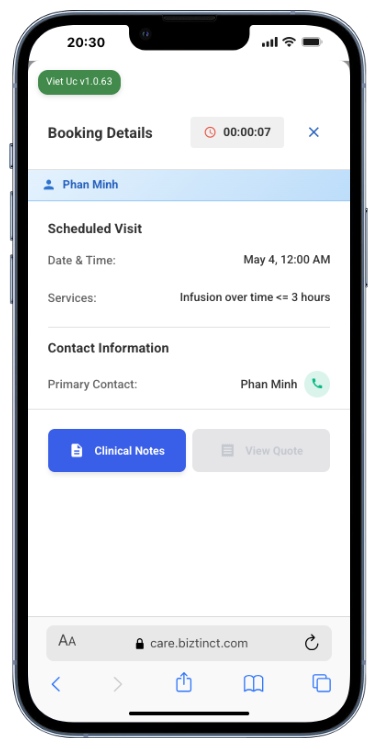 20:30
Viet Uc v1.0.63
Booking Details
00:00:07
Phan Minh
Scheduled Visit
Date & Time: May 4, 12:00 AM
Services: Infusion over time <= 3 hours
Contact Information
Primary Contact: Phan Minh
Clinical Notes
View Quote
AA care.biztinct.com